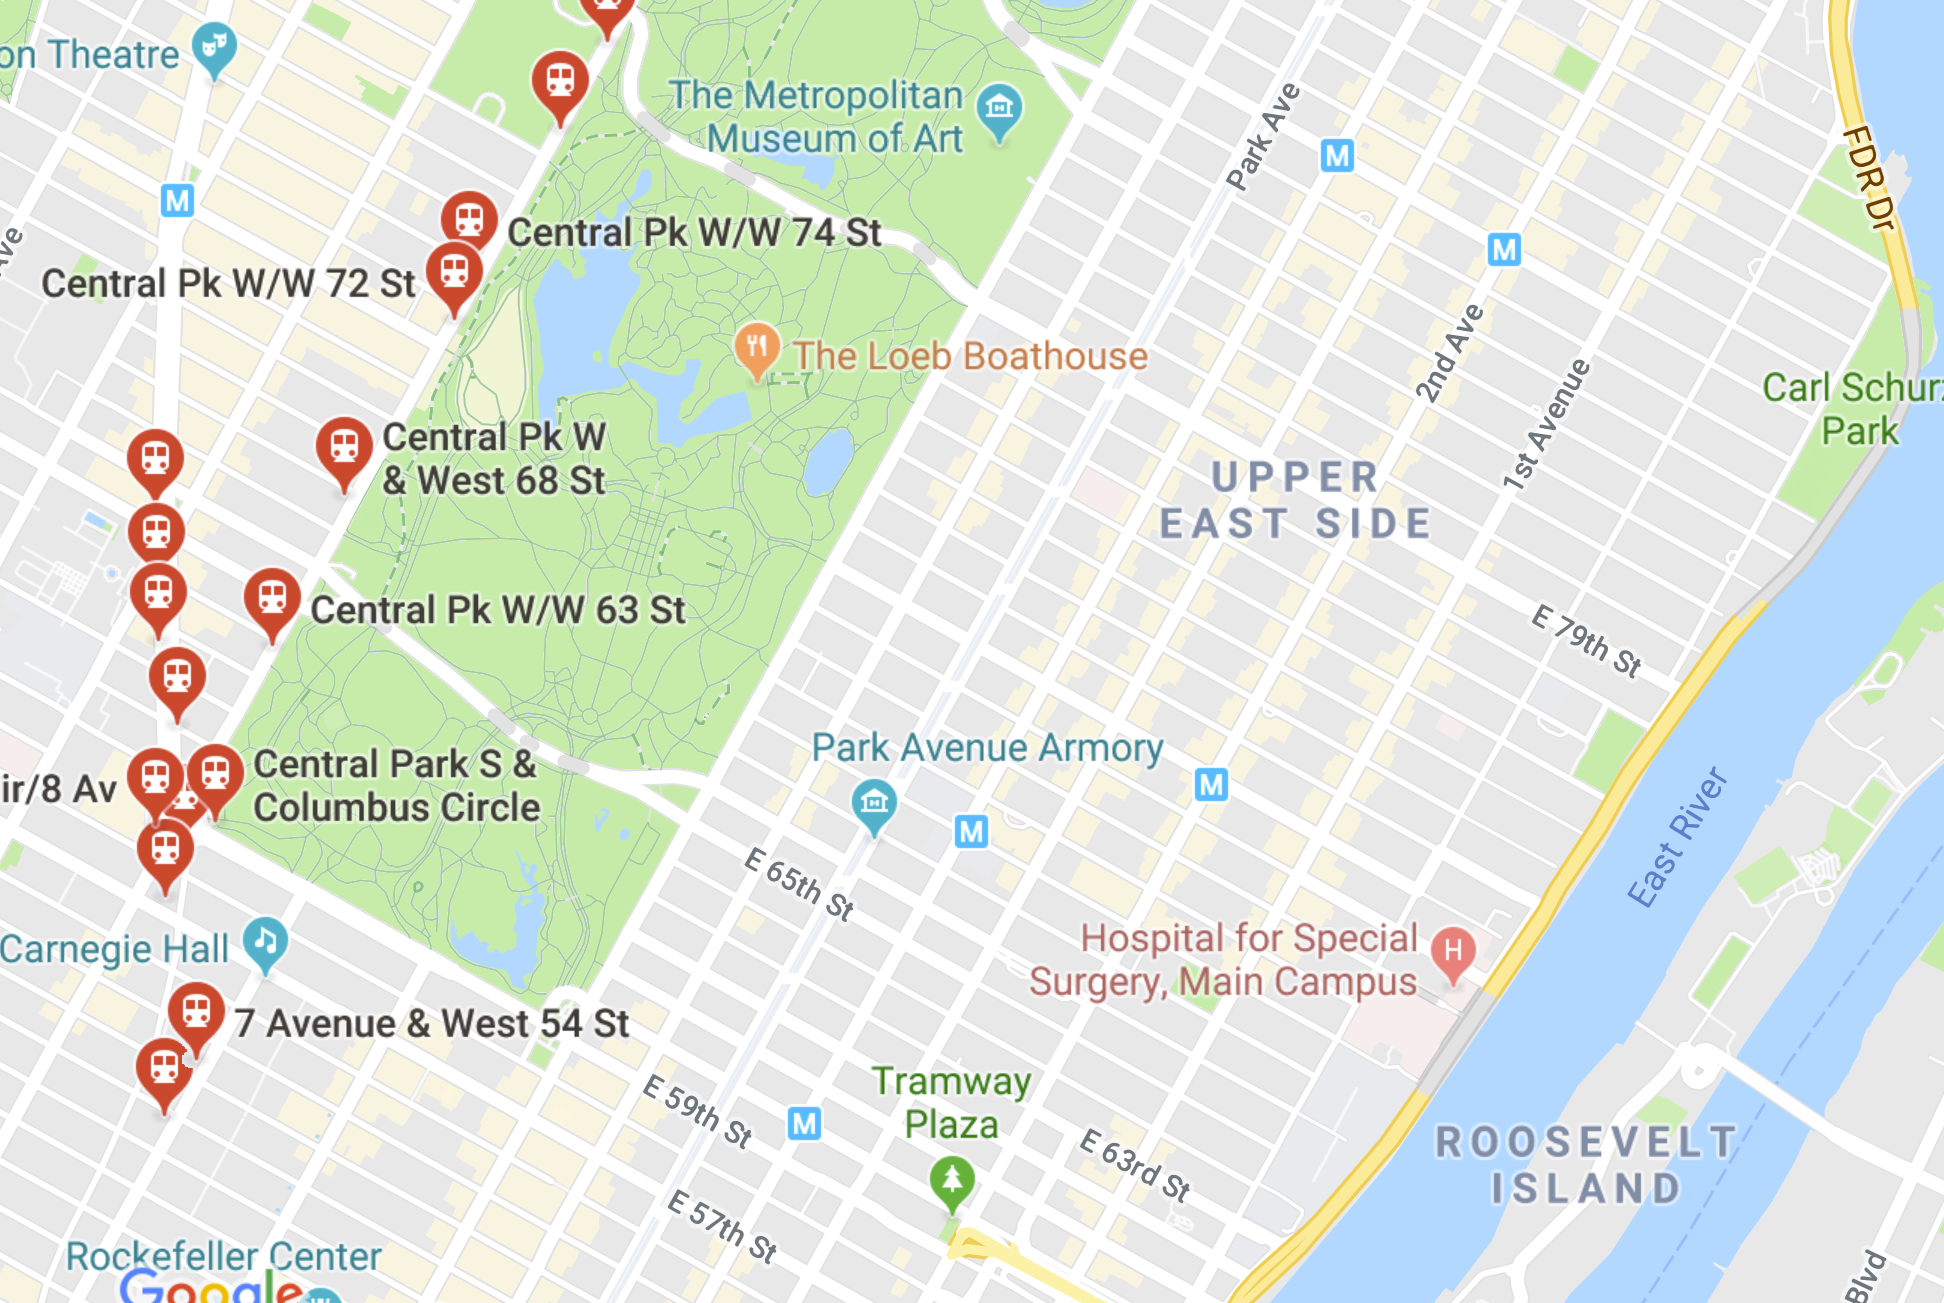 on Theatre
The Metropolitan
Museum of Art
Park Ave
FDR Dr
M
M
M
Central Pk W/W 74 St
Central Pk W/W 72 St
Ave
2nd Ave
The Loeb Boathouse
1st Avenue
Carl Schurz
Park
Central Pk W
& West 68 St
UPPER
EAST SIDE
Central Pk W/W 63 St
E 79th St
Park Avenue Armory
Central Park S &
Columbus Circle
ir/8 Av
M
M
East River
E 65th St
Carnegie Hall
Hospital for Special
Surgery, Main Campus
H
7 Avenue & West 54 St
Tramway
Plaza
E 59th St
M
E 63rd St
ROOSEVELT
ISLAND
E 57th St
Rockefeller Center
Google
Blvd